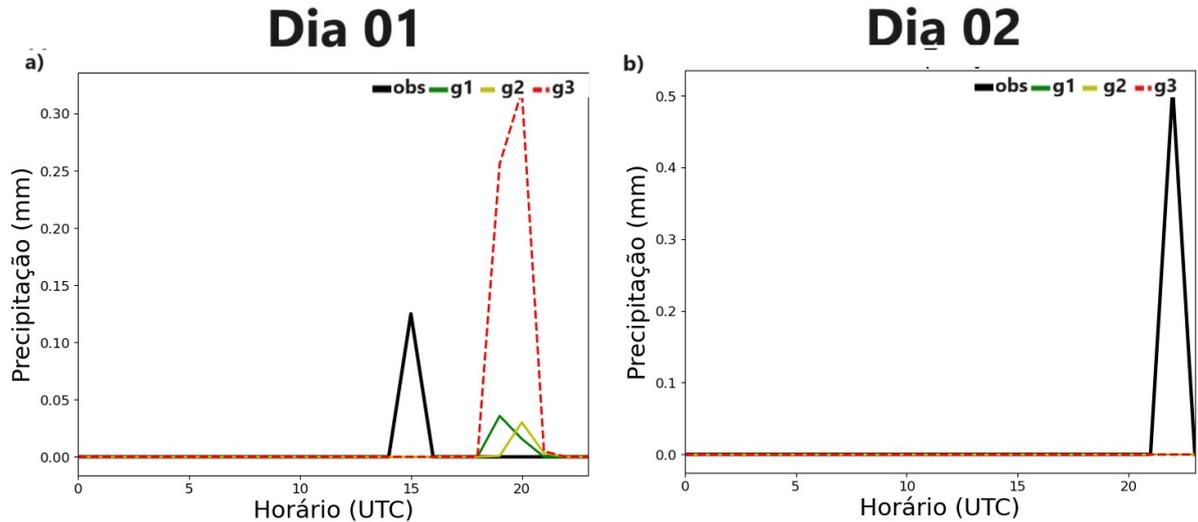 Dia 01
Dia 02
a)
obs g1 g2 g3
0.30
0.25
0.20
0.15
0.10
0.05
0.00
Precipitação (mm)
0 5 10 15 20
Horário (UTC)
b)
obs g1 g2 g3
0.5
0.4
0.3
0.2
0.1
0.0
Precipitação (mm)
0 5 10 15 20
Horário (UTC)